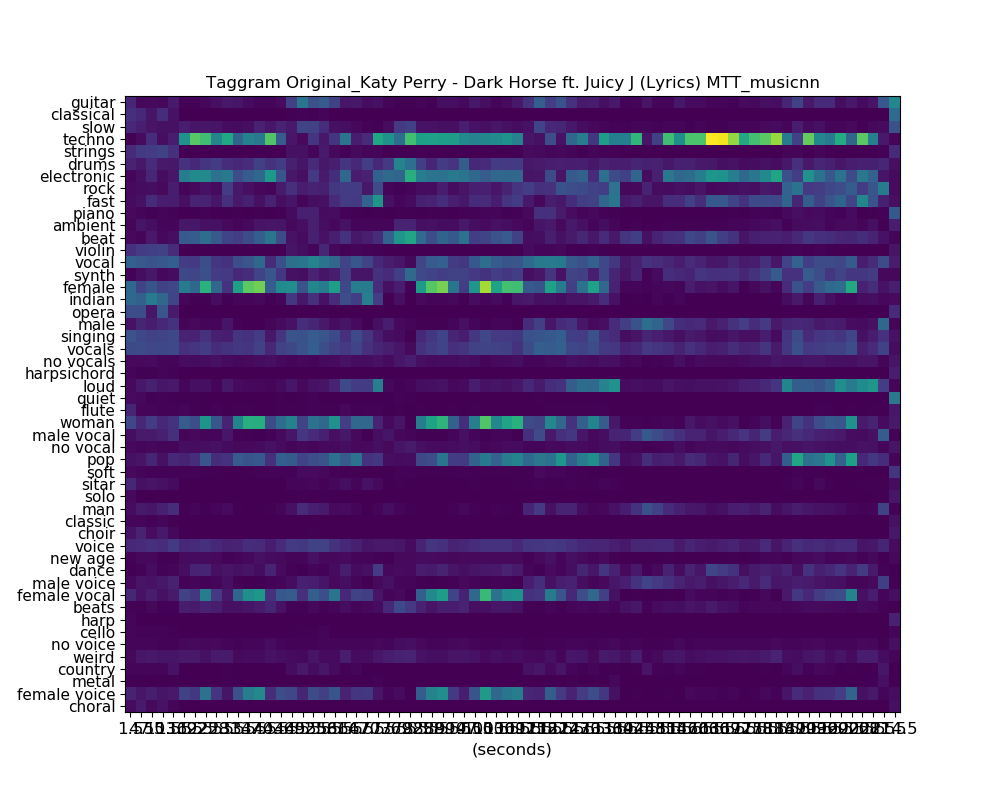 Taggram Original_Katy Perry - Dark Horse ft. Juicy J (Lyrics) MTT_musicnn
guitar
classical
slow
techno
strings
drums
electronic
rock
fast
piano
ambient
beat
violin
vocal
synth
female
indian
opera
male
singing
vocals
no vocals
harpsichord
loud
quiet
flute
woman
male vocal
no vocal
pop
soft
sitar
solo
man
classic
choir
voice
new age
dance
male voice
female vocal
beats
harp
cello
no voice
weird
country
metal
female voice
choral
(seconds)